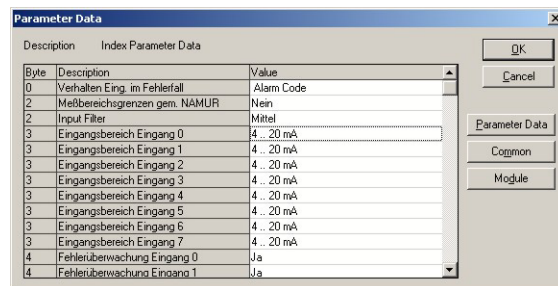 Parameter Data
Description Index Parameter Data
Byte Description Value
0 Verhalten Eing. im Fehlerfall Alarm Code
2 Meßbereichsgrenzen gem. NAMUR Nein
2 Input Filter Mittel
3 Eingangsbereich Eingang 0 4 .. 20 mA
3 Eingangsbereich Eingang 1 4 .. 20 mA
3 Eingangsbereich Eingang 2 4 .. 20 mA
3 Eingangsbereich Eingang 3 4 .. 20 mA
3 Eingangsbereich Eingang 4 4 .. 20 mA
3 Eingangsbereich Eingang 5 4 .. 20 mA
3 Eingangsbereich Eingang 6 4 .. 20 mA
3 Eingangsbereich Eingang 7 4 .. 20 mA
4 Fehlerüberwachung Eingang 0 Ja
4 Fehlerüberwachung Eingang 1 Ja
OK
Cancel
Parameter Data
Common
Module